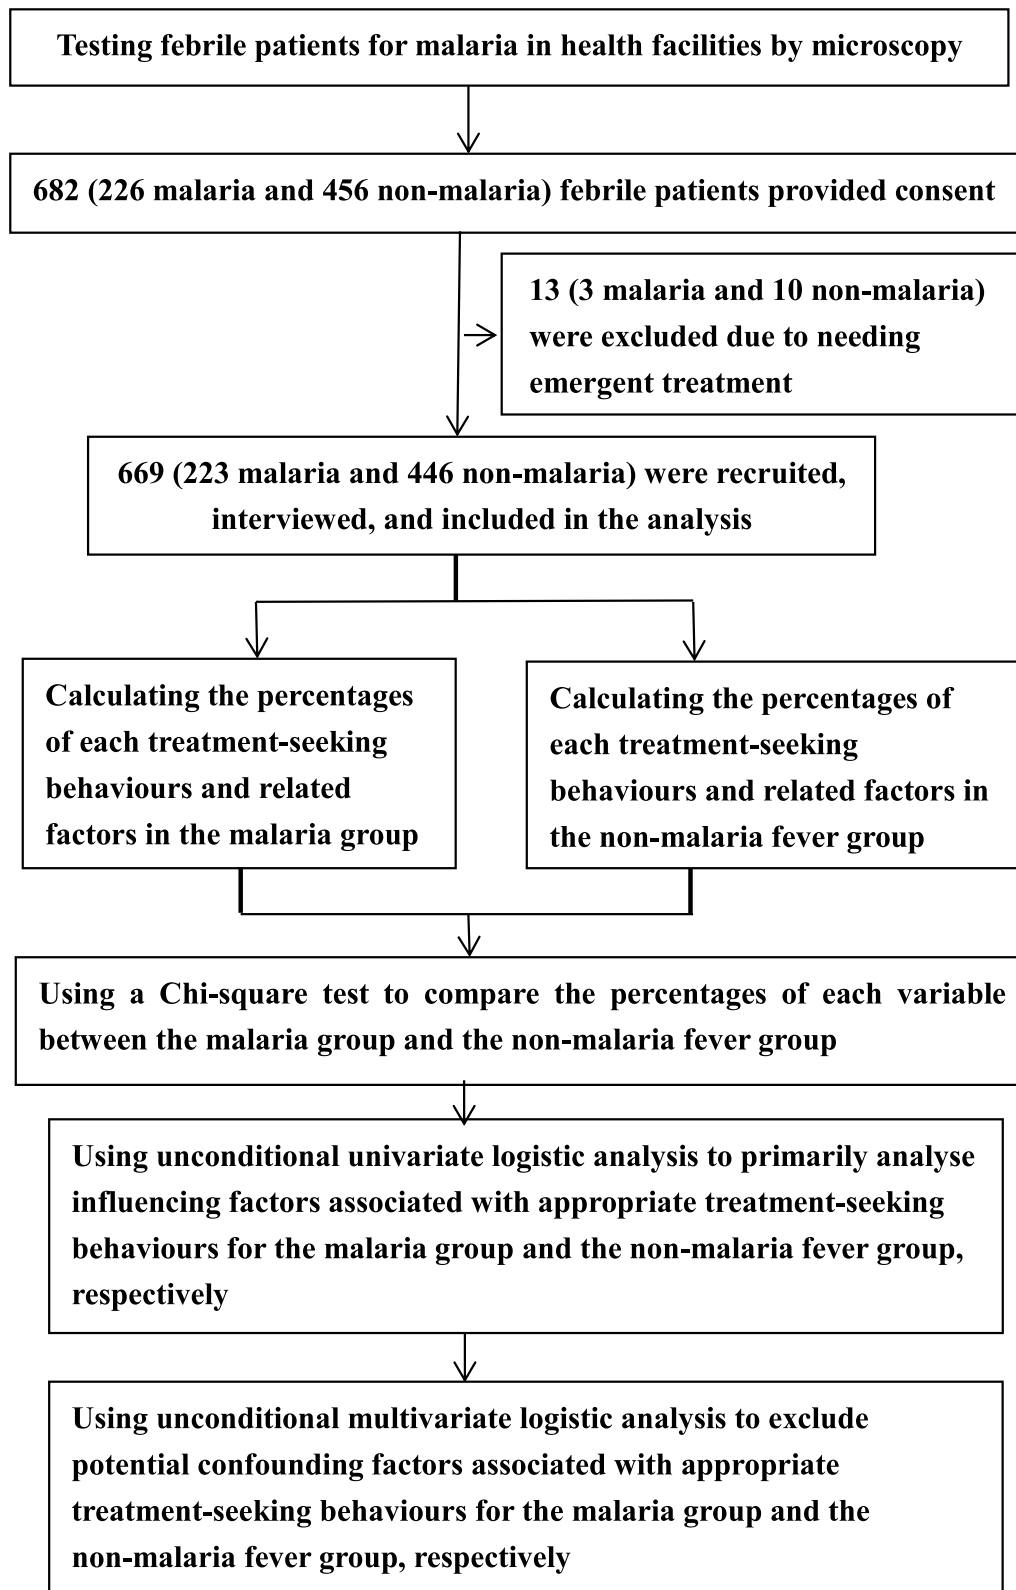 Testing febrile patients for malaria in health facilities by microscopy
682 (226 malaria and 456 non-malaria) febrile patients provided consent
13 (3 malaria and 10 non-malaria)
were excluded due to needing
emergent treatment
669 (223 malaria and 446 non-malaria) were recruited,
interviewed, and included in the analysis
Calculating the percentages
of each treatment-seeking
behaviours and related
factors in the malaria group
Calculating the percentages of
each treatment-seeking
behaviours and related factors in
the non-malaria fever group
Using a Chi-square test to compare the percentages of each variable
between the malaria group and the non-malaria fever group
Using unconditional univariate logistic analysis to primarily analyse
influencing factors associated with appropriate treatment-seeking
behaviours for the malaria group and the non-malaria fever group,
respectively
Using unconditional multivariate logistic analysis to exclude
potential confounding factors associated with appropriate
treatment-seeking behaviours for the malaria group and the
non-malaria fever group, respectively